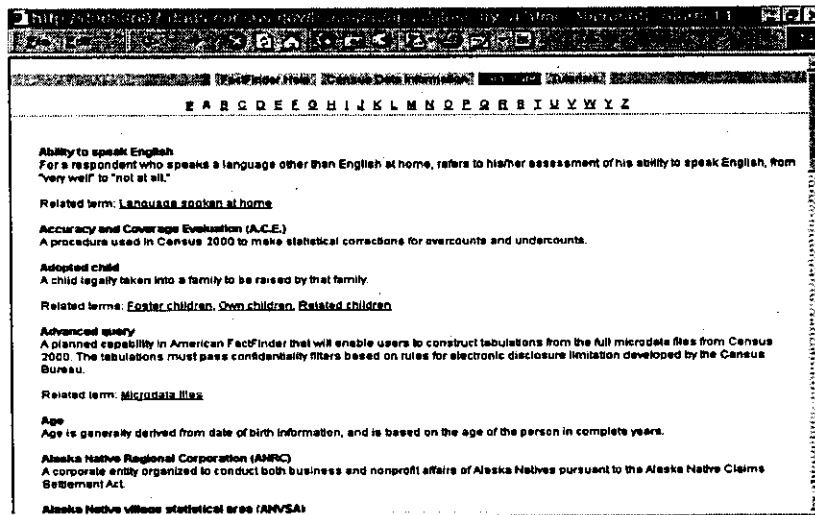 FactFinder Help Census Data Information Tutorials
# A B C D E F G H I J K L M N O P Q R S T U V W Y Z
Ability to speak English
For a respondent who speaks a language other than English at home, refers to his/her assessment of his ability to speak English, from
"very well" to "not at all."
Related term: Language spoken at home
Accuracy and Coverage Evaluation (A.C.E.)
A procedure used in Census 2000 to make statistical corrections for overcounts and undercounts.
Adopted child
A child legally taken into a family to be raised by that family.
Related terms: Foster children, Own children, Related children
Advanced query
A planned capability in American FactFinder that will enable users to construct tabulations from the full microdata files from Census
2000. The tabulations must pass confidentiality filters based on rules for electronic disclosure limitation developed by the Census
Bureau.
Related term: Microdata files
Age
Age is generally derived from date of birth information, and is based on the age of the person in complete years.
Alaska Native Regional Corporation (ANRC)
A corporate entity organized to conduct both business and nonprofit affairs of Alaska Natives pursuant to the Alaska Native Claims
Settlement Act.
Alaska Native village statistical area (ANVSA)